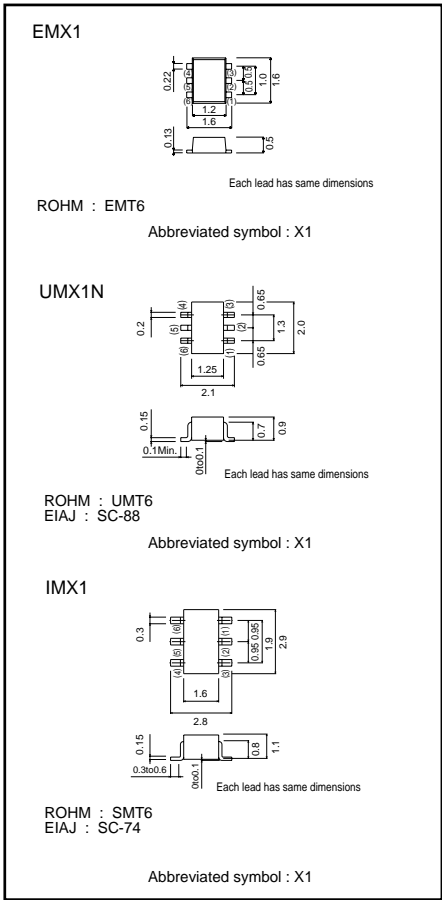 EMX1
0.22
(4)
(3)
(5)
(2)
(6)
(1)
0.5 0.5
1.0
1.6
1.2
1.6
0.13
0.5
Each lead has same dimensions
ROHM : EMT6
Abbreviated symbol : X1
UMX1N
0.2
(4)
(3)
(5)
(2)
(6)
(1)
0.65
1.3
0.65
2.0
1.25
2.1
0.15
0.1Min.
0to0.1
0.7
0.9
Each lead has same dimensions
ROHM : UMT6
EIAJ : SC-88
Abbreviated symbol : X1
IMX1
0.3
(6)
(1)
(5)
(2)
(4)
(3)
0.95 0.95
1.9
2.9
1.6
2.8
0.15
0.3to0.6
0to0.1
0.8
1.1
Each lead has same dimensions
ROHM : SMT6
EIAJ : SC-74
Abbreviated symbol : X1